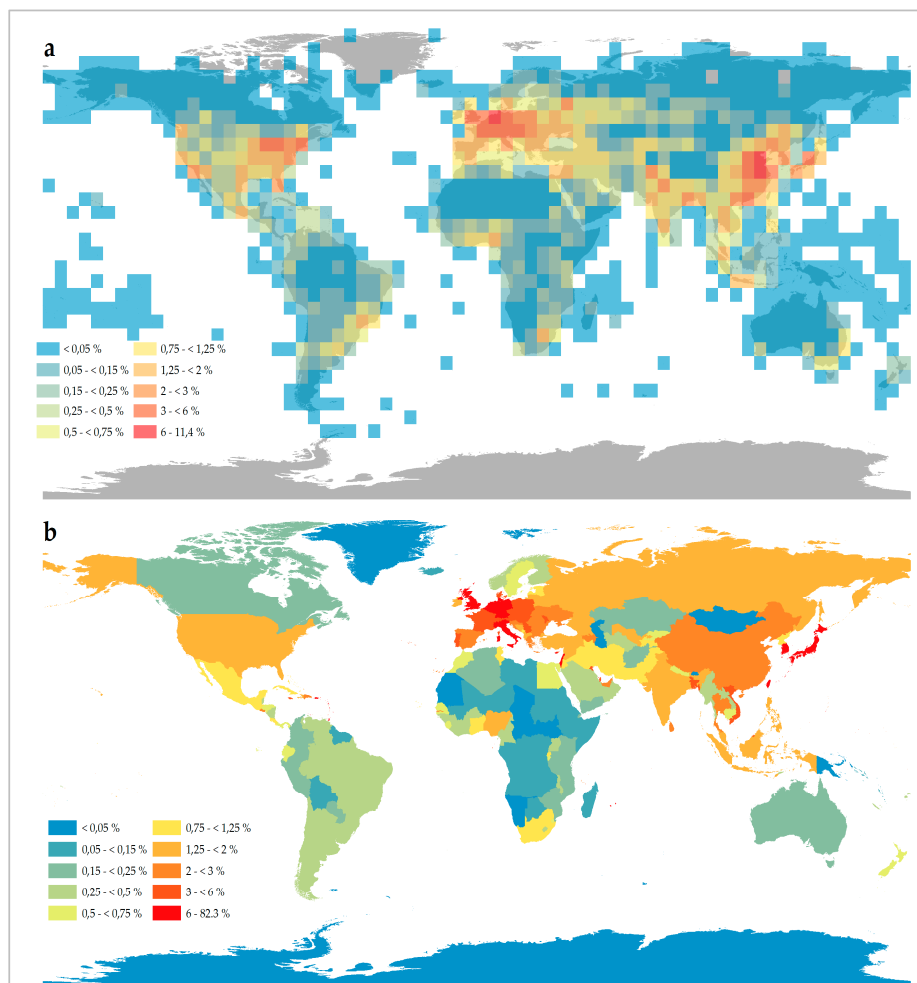 a
< 0,05 % 0,75 - < 1,25 %
0,05 - < 0,15 % 1,25 - < 2 %
0,15 - < 0,25 % 2 - < 3 %
0,25 - < 0,5 % 3 - < 6 %
0,5 - < 0,75 % 6 - 11,4 %
b
< 0,05 % 0,75 - < 1,25 %
0,05 - < 0,15 % 1,25 - < 2 %
0,15 - < 0,25 % 2 - < 3 %
0,25 - < 0,5 % 3 - < 6 %
0,5 - < 0,75 % 6 - 82.3 %